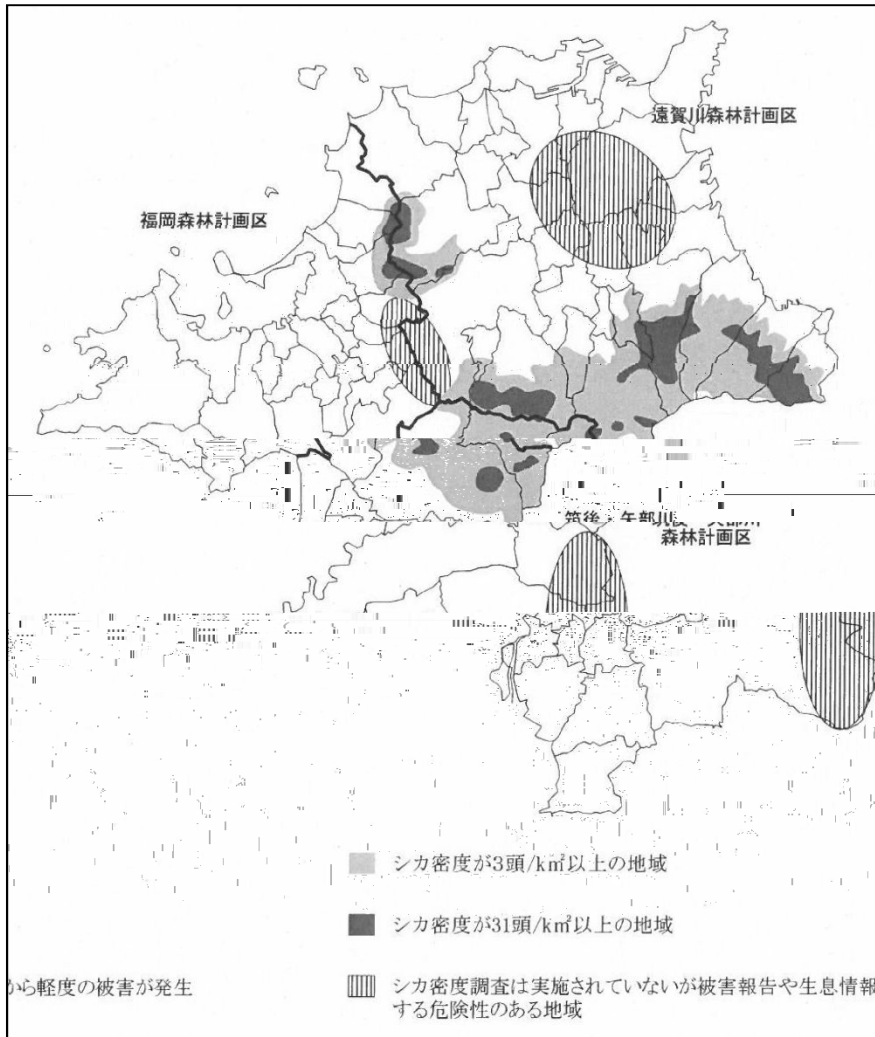 遠賀川森林計画区
福岡森林計画区
筑後・矢部川
森林計画区
シカ密度が3頭/km²以上の地域
シカ密度が31頭/km²以上の地域
から軽度の被害が発生
シカ密度調査は実施されていないが被害報告や生息情報
する危険性のある地域